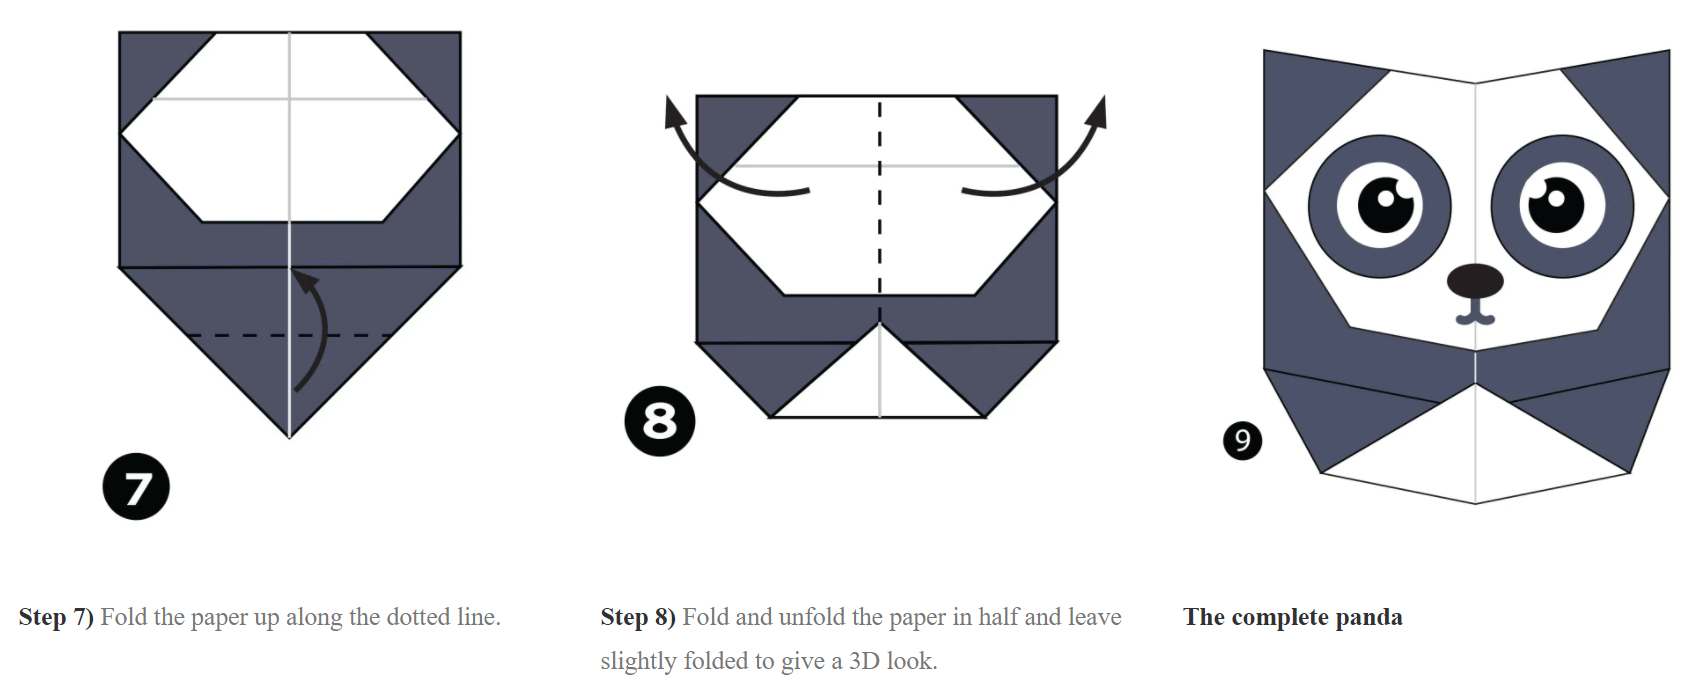 7
8
9
Step 7) Fold the paper up along the dotted line.
Step 8) Fold and unfold the paper in half and leave
slightly folded to give a 3D look.
The complete panda